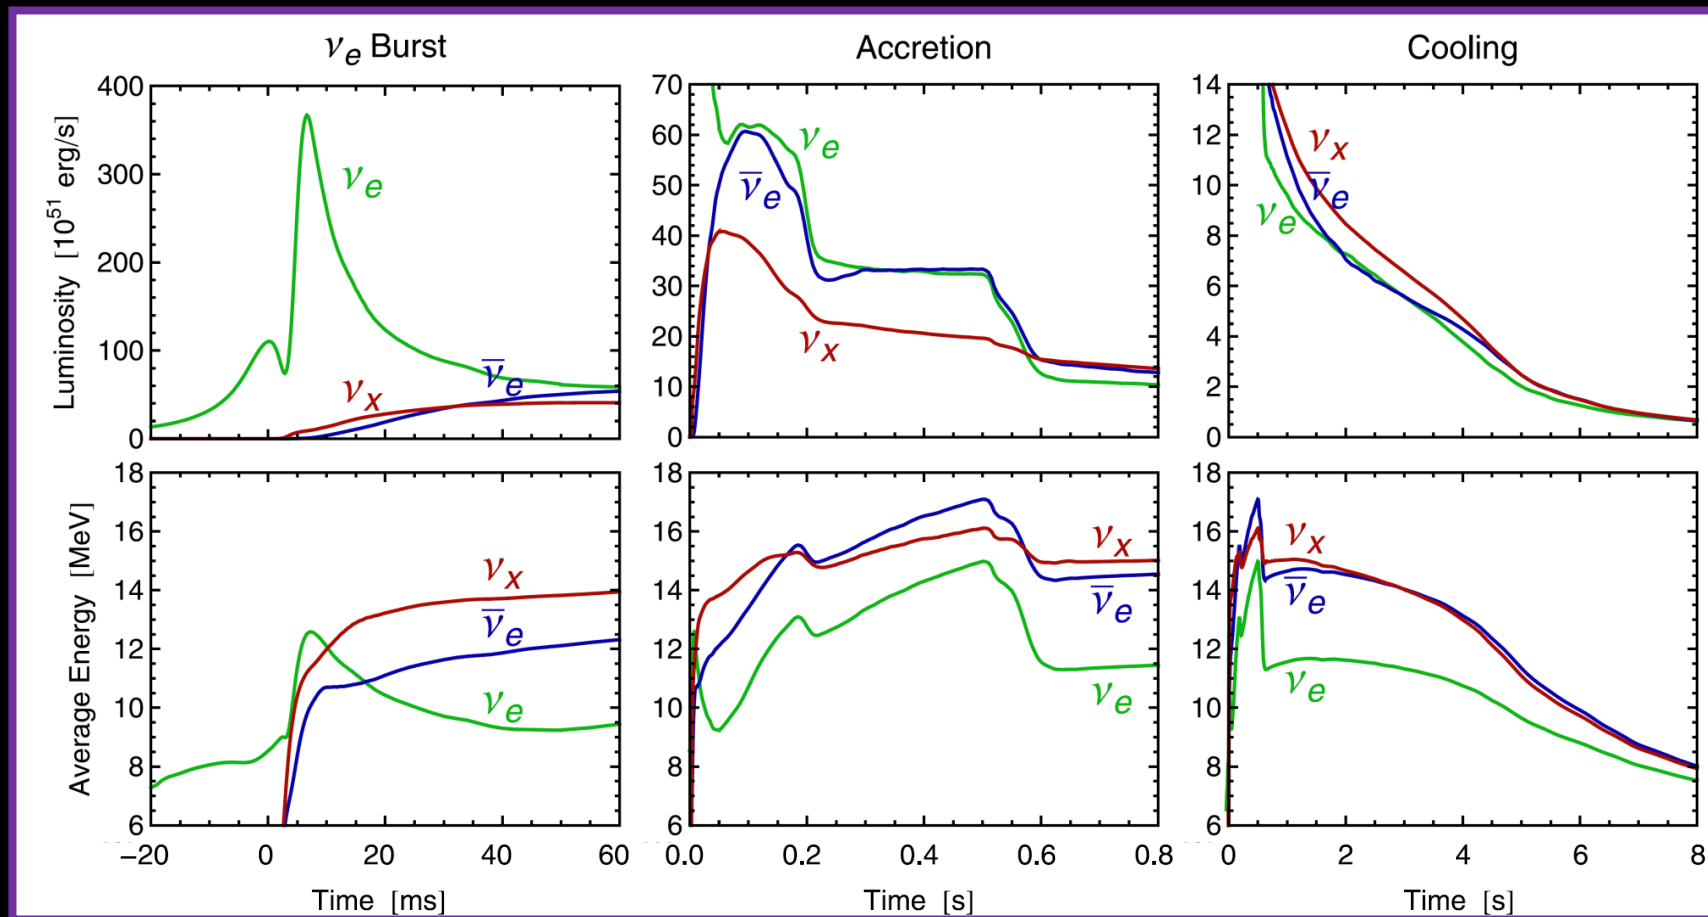 νe Burst
Accretion
Cooling
Luminosity [10^51 erg/s]
400
300
200
100
0
νe
ν̅e
νx
70
60
50
40
30
20
10
0
νe
ν̅e
νx
14
12
10
8
6
4
2
0
νx
ν̅e
νe
Average Energy [MeV]
18
16
14
12
10
8
6
νx
ν̅e
νe
−20 0 20 40 60
Time [ms]
18
16
14
12
10
8
6
νx
ν̅e
νe
0.0 0.2 0.4 0.6 0.8
Time [s]
18
16
14
12
10
8
6
νx
ν̅e
νe
0 2 4 6 8
Time [s]